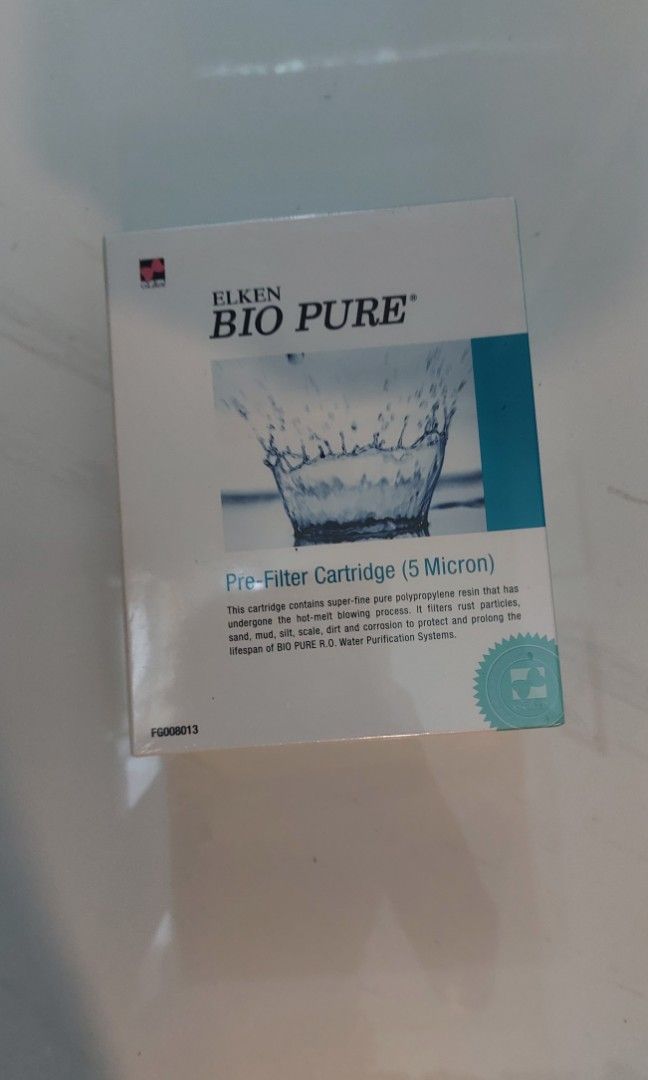 ELKEN
BIO PURE®
Pre-Filter Cartridge (5 Micron)
This cartridge contains super-fine pure polypropylene resin that has
undergone the hot-melt blowing process. It filters rust particles,
sand, mud, silt, scale, dirt and corrosion to protect and prolong the
lifespan of BIO PURE R.O. Water Purification Systems.
FG008013